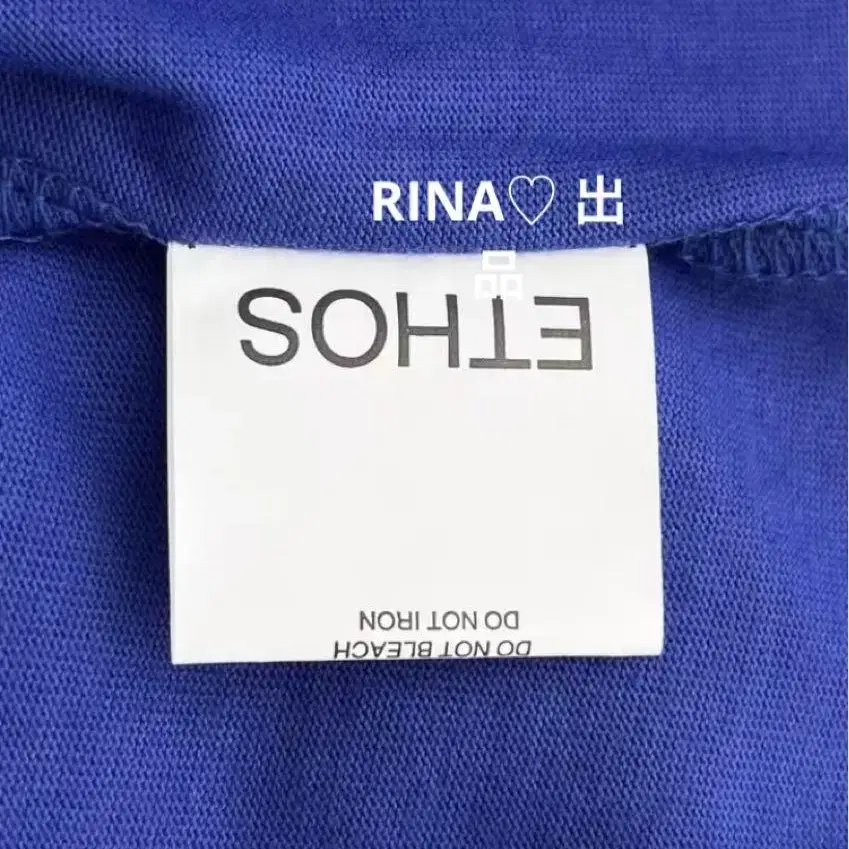 RINA♡ 出
品
ETHOS
DO NOT IRON
DO NOT BLEACH